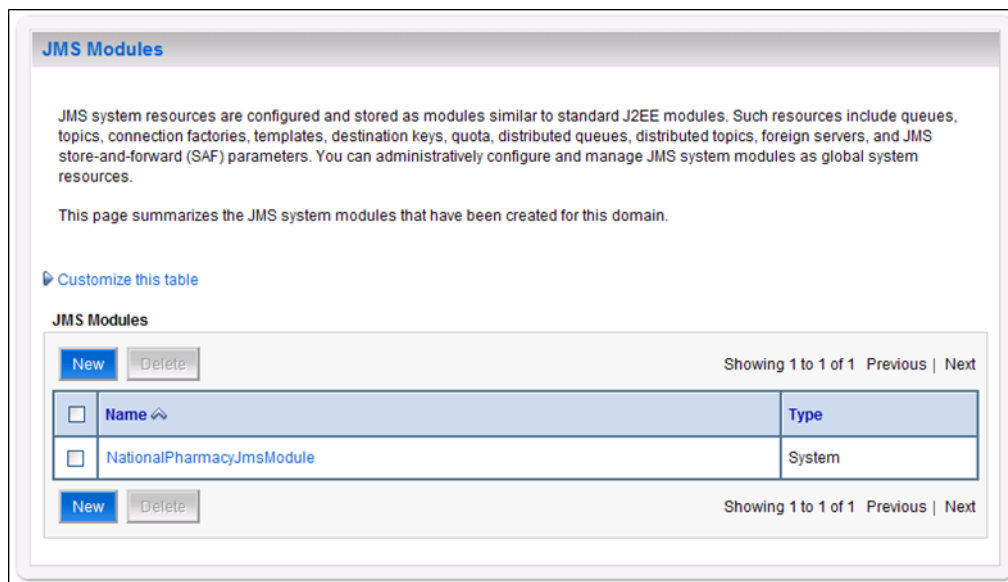 JMS Modules
JMS system resources are configured and stored as modules similar to standard J2EE modules. Such resources include queues,
topics, connection factories, templates, destination keys, quota, distributed queues, distributed topics, foreign servers, and JMS
store-and-forward (SAF) parameters. You can administratively configure and manage JMS system modules as global system
resources.
This page summarizes the JMS system modules that have been created for this domain.
Customize this table
JMS Modules
New Delete Showing 1 to 1 of 1 Previous | Next
Name Type
NationalPharmacyJmsModule System
New Delete Showing 1 to 1 of 1 Previous | Next